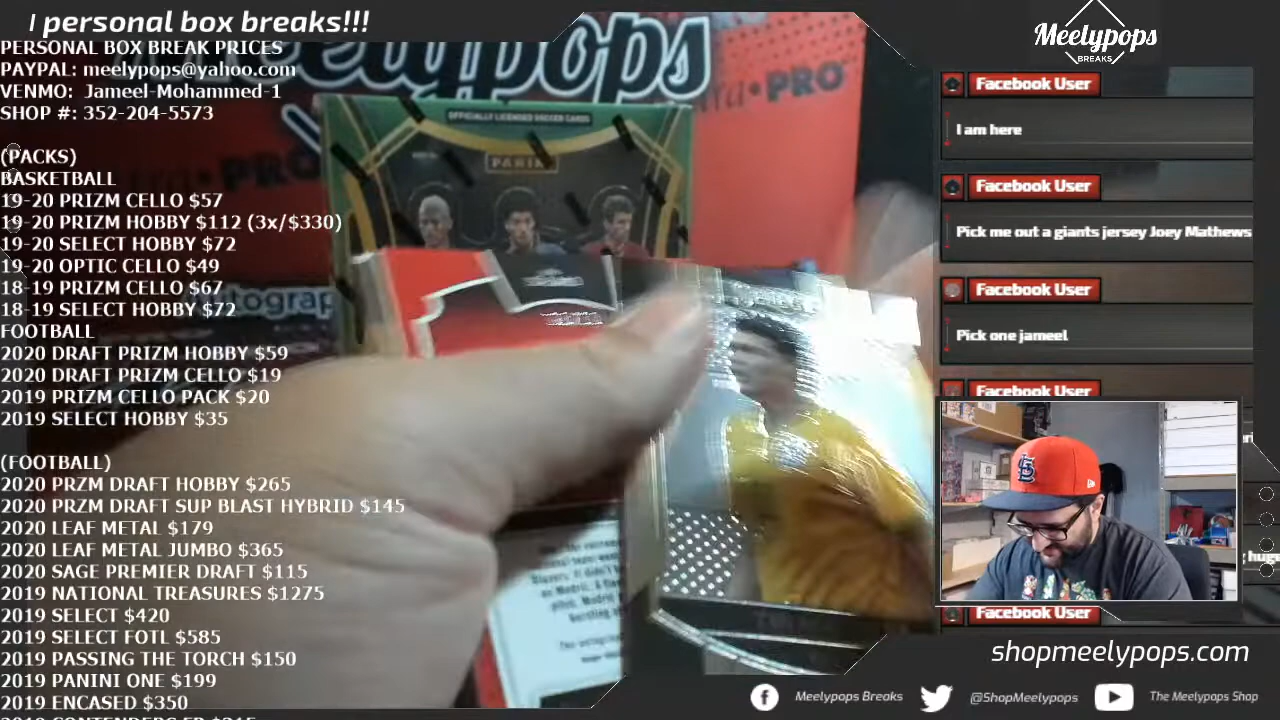 I personal box breaks!!!
PERSONAL BOX BREAK PRICES
PAYPAL: meelypops@yahoo.com
VENMO: Jameel-Mohammed-1
SHOP #: 352-204-5573
(PACKS)
BASKETBALL
19-20 PRIZM CELLO $57
19-20 PRIZM HOBBY $112 (3x/$330)
19-20 SELECT HOBBY $72
19-20 OPTIC CELLO $49
18-19 PRIZM CELLO $67
18-19 SELECT HOBBY $72
FOOTBALL
2020 DRAFT PRIZM HOBBY $59
2020 DRAFT PRIZM CELLO $19
2019 PRIZM CELLO PACK $20
2019 SELECT HOBBY $35
(FOOTBALL)
2020 PRZM DRAFT HOBBY $265
2020 PRZM DRAFT SUP BLAST HYBRID $145
2020 LEAF METAL $179
2020 LEAF METAL JUMBO $365
2020 SAGE PREMIER DRAFT $115
2019 NATIONAL TREASURES $1275
2019 SELECT $420
2019 SELECT FOTL $585
2019 PASSING THE TORCH $150
2019 PANINI ONE $199
2019 ENCASED $350
Meelypops
PRO
OFFICIALLY LICENSED SOCCER CARDS
PANINI
Meelypops
BREAKS
Facebook User
I am here
Facebook User
Pick me out a giants jersey Joey Mathews
Facebook User
Pick one jameel
Facebook User
Facebook User
shopmeelypops.com
Meelypops Breaks
@ShopMeelypops
The Meelypops Shop